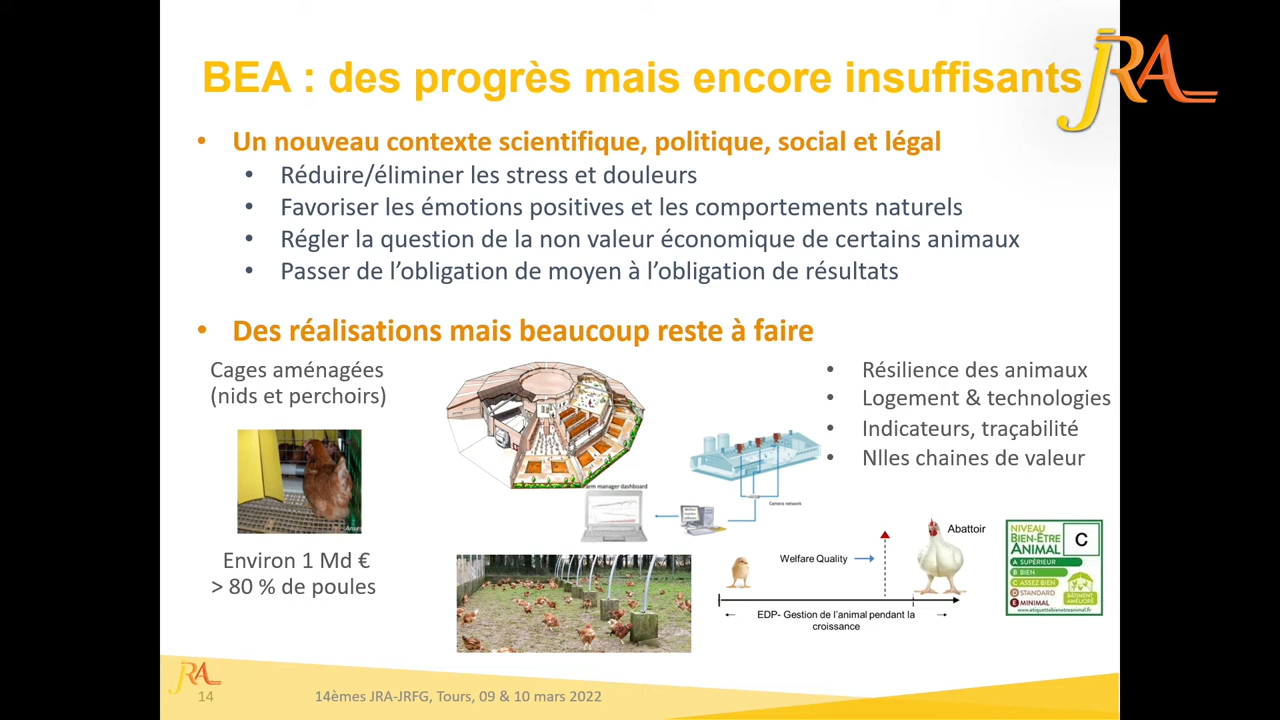 BEA : des progrès mais encore insuffisants
JRA
• Un nouveau contexte scientifique, politique, social et légal
• Réduire/éliminer les stress et douleurs
• Favoriser les émotions positives et les comportements naturels
• Régler la question de la non valeur économique de certains animaux
• Passer de l’obligation de moyen à l’obligation de résultats
• Des réalisations mais beaucoup reste à faire
Cages aménagées
(nids et perchoirs)
Anses
Environ 1 Md €
> 80 % de poules
arm manager dashboard
Camera network
• Résilience des animaux
• Logement & technologies
• Indicateurs, traçabilité
• Nlles chaines de valeur
Welfare Quality
Abattoir
EDP- Gestion de l’animal pendant la
croissance
NIVEAU
BIEN-ÊTRE
ANIMAL
C
A SUPÉRIEUR
B BIEN
C ASSEZ BIEN
D STANDARD
E MINIMAL
BÂTIMENT
AMÉLIORÉ
www.etiquettebienetreanimal.fr
JRA
14
14èmes JRA-JRFG, Tours, 09 & 10 mars 2022